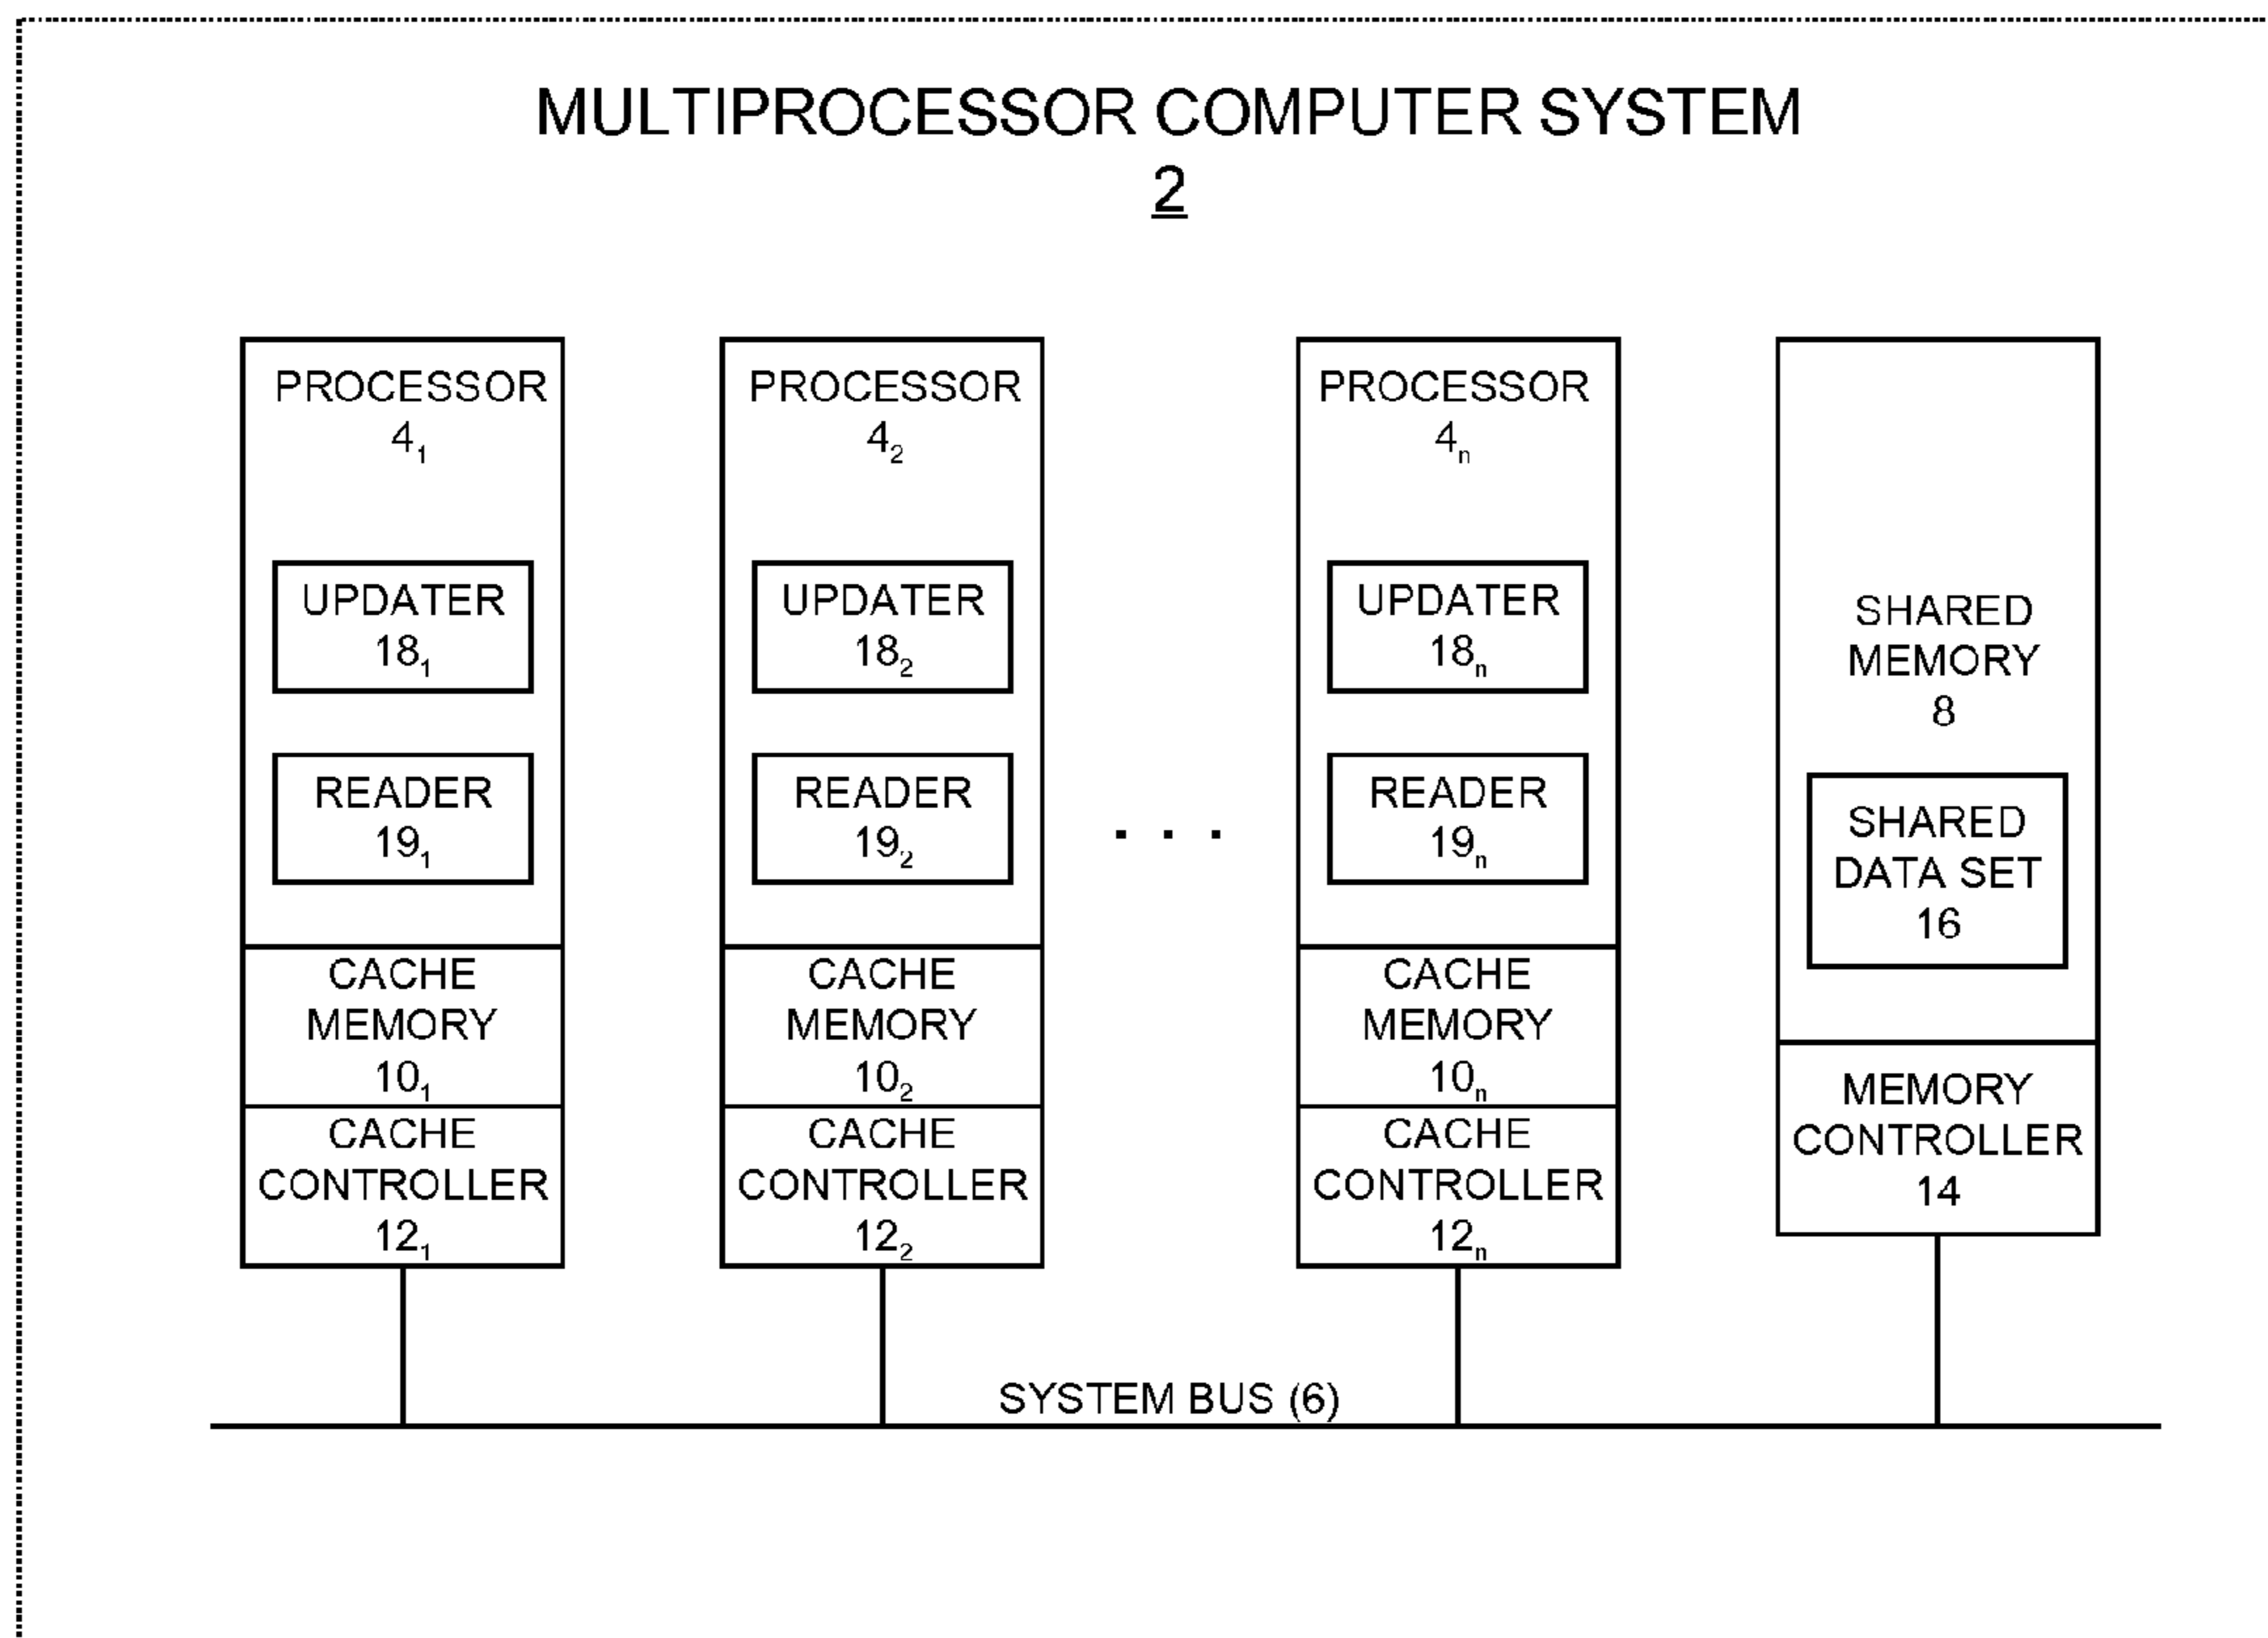 MULTIPROCESSOR COMPUTER SYSTEM
2
PROCESSOR
4₁
UPDATER
18₁
READER
19₁
CACHE
MEMORY
10₁
CACHE
CONTROLLER
12₁
PROCESSOR
4₂
UPDATER
18₂
READER
19₂
CACHE
MEMORY
10₂
CACHE
CONTROLLER
12₂
. . .
PROCESSOR
4ₙ
UPDATER
18ₙ
READER
19ₙ
CACHE
MEMORY
10ₙ
CACHE
CONTROLLER
12ₙ
SHARED
MEMORY
8
SHARED
DATA SET
16
MEMORY
CONTROLLER
14
SYSTEM BUS (6)